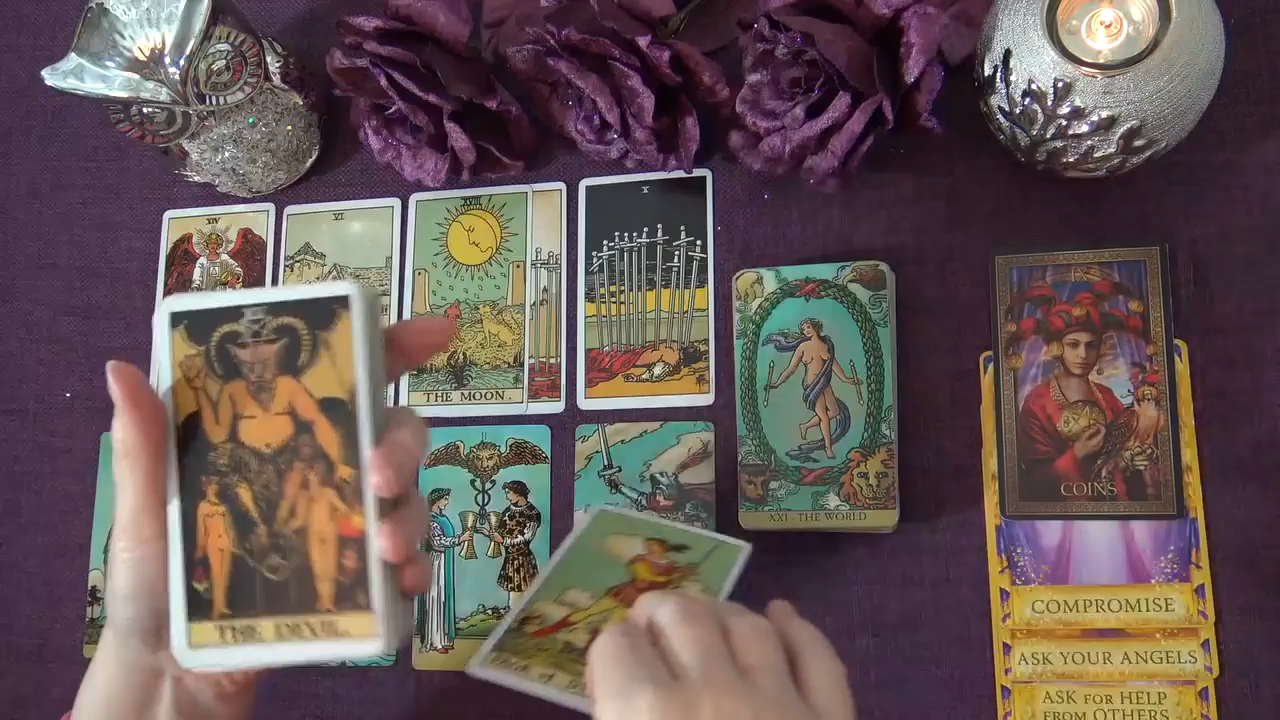 XIV
VI
XVIII
X
THE MOON.
THE DEVIL.
XXI · THE WORLD
COINS
COMPROMISE
ASK YOUR ANGELS
ASK FOR HELP
FROM OTHERS